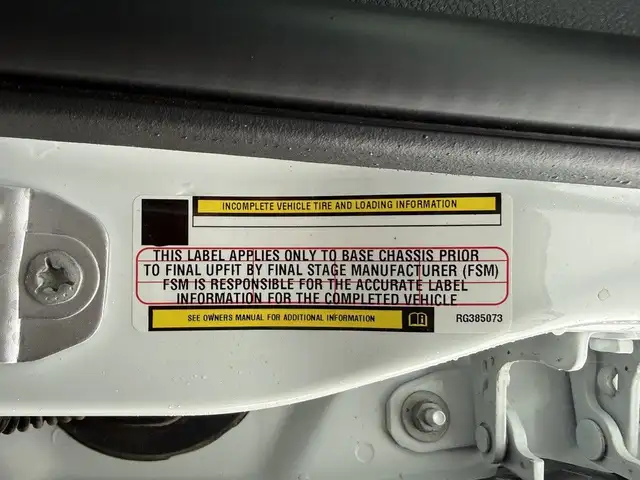 INCOMPLETE VEHICLE TIRE AND LOADING INFORMATION
THIS LABEL APPLIES ONLY TO BASE CHASSIS PRIOR
TO FINAL UPFIT BY FINAL STAGE MANUFACTURER (FSM)
FSM IS RESPONSIBLE FOR THE ACCURATE LABEL
INFORMATION FOR THE COMPLETED VEHICLE
SEE OWNERS MANUAL FOR ADDITIONAL INFORMATION
RG385073